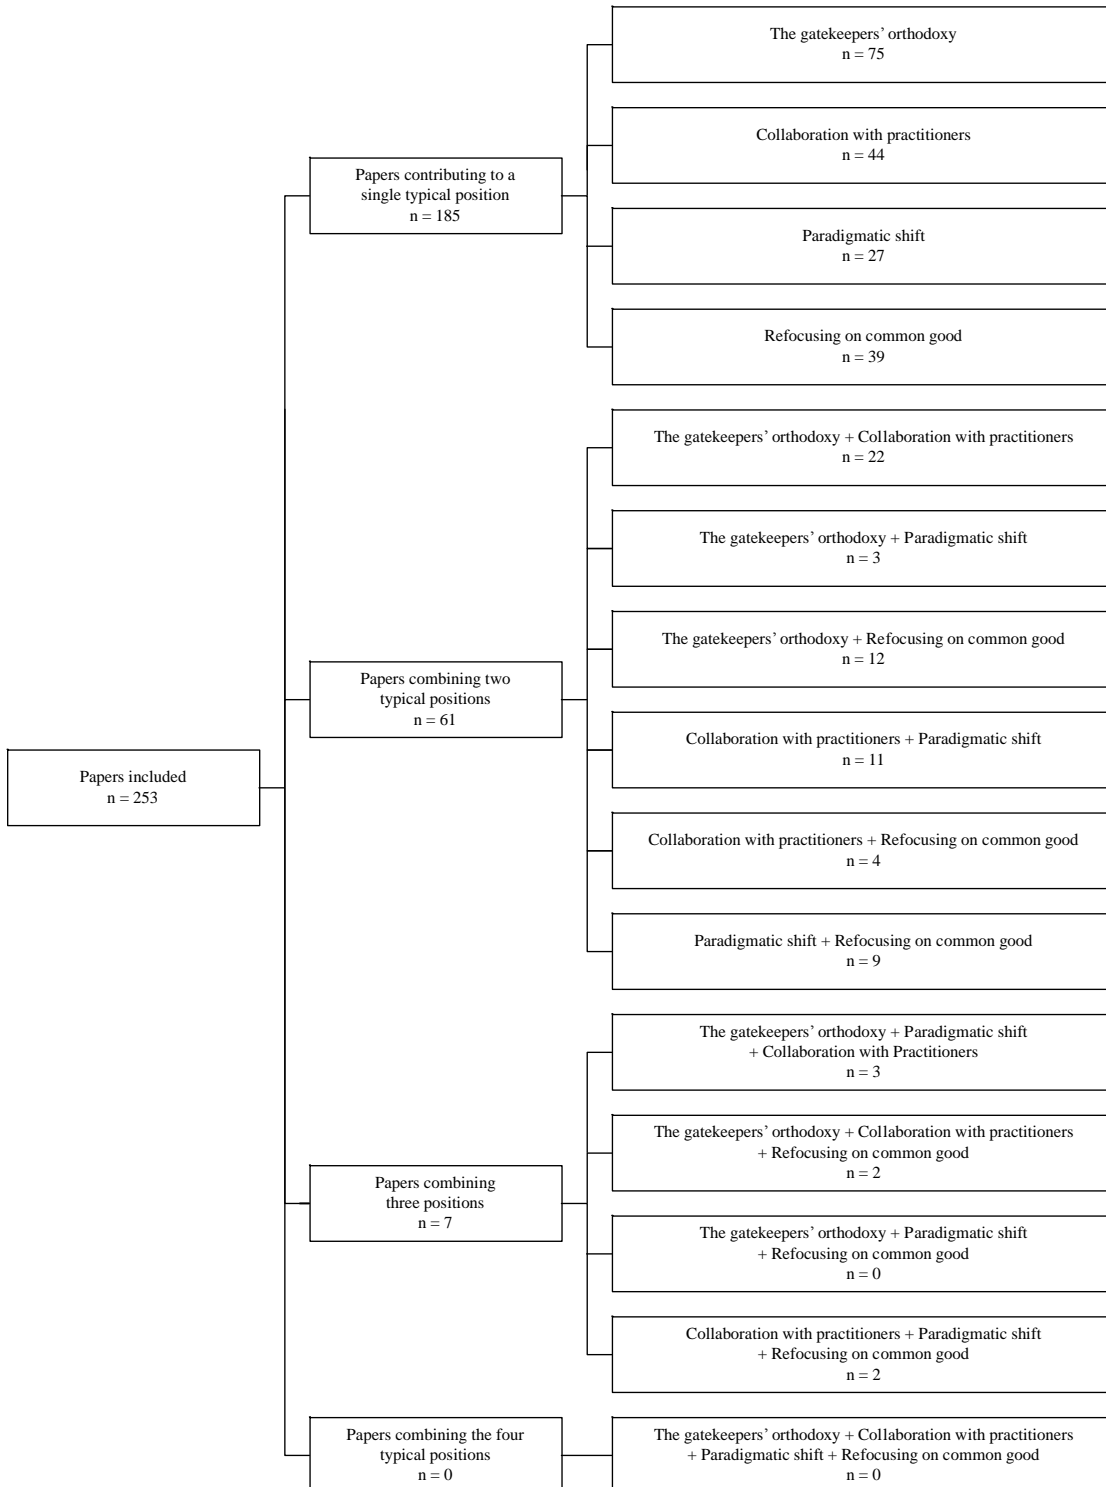 The gatekeepers’ orthodoxy
n = 75
Collaboration with practitioners
n = 44
Papers contributing to a
single typical position
n = 185
Paradigmatic shift
n = 27
Refocusing on common good
n = 39
The gatekeepers’ orthodoxy + Collaboration with practitioners
n = 22
The gatekeepers’ orthodoxy + Paradigmatic shift
n = 3
The gatekeepers’ orthodoxy + Refocusing on common good
n = 12
Papers combining two
typical positions
n = 61
Collaboration with practitioners + Paradigmatic shift
n = 11
Papers included
n = 253
Collaboration with practitioners + Refocusing on common good
n = 4
Paradigmatic shift + Refocusing on common good
n = 9
The gatekeepers’ orthodoxy + Paradigmatic shift
+ Collaboration with Practitioners
n = 3
The gatekeepers’ orthodoxy + Collaboration with practitioners
+ Refocusing on common good
n = 2
Papers combining
three positions
n = 7
The gatekeepers’ orthodoxy + Paradigmatic shift
+ Refocusing on common good
n = 0
Collaboration with practitioners + Paradigmatic shift
+ Refocusing on common good
n = 2
Papers combining the four
typical positions
n = 0
The gatekeepers’ orthodoxy + Collaboration with practitioners
+ Paradigmatic shift + Refocusing on common good
n = 0